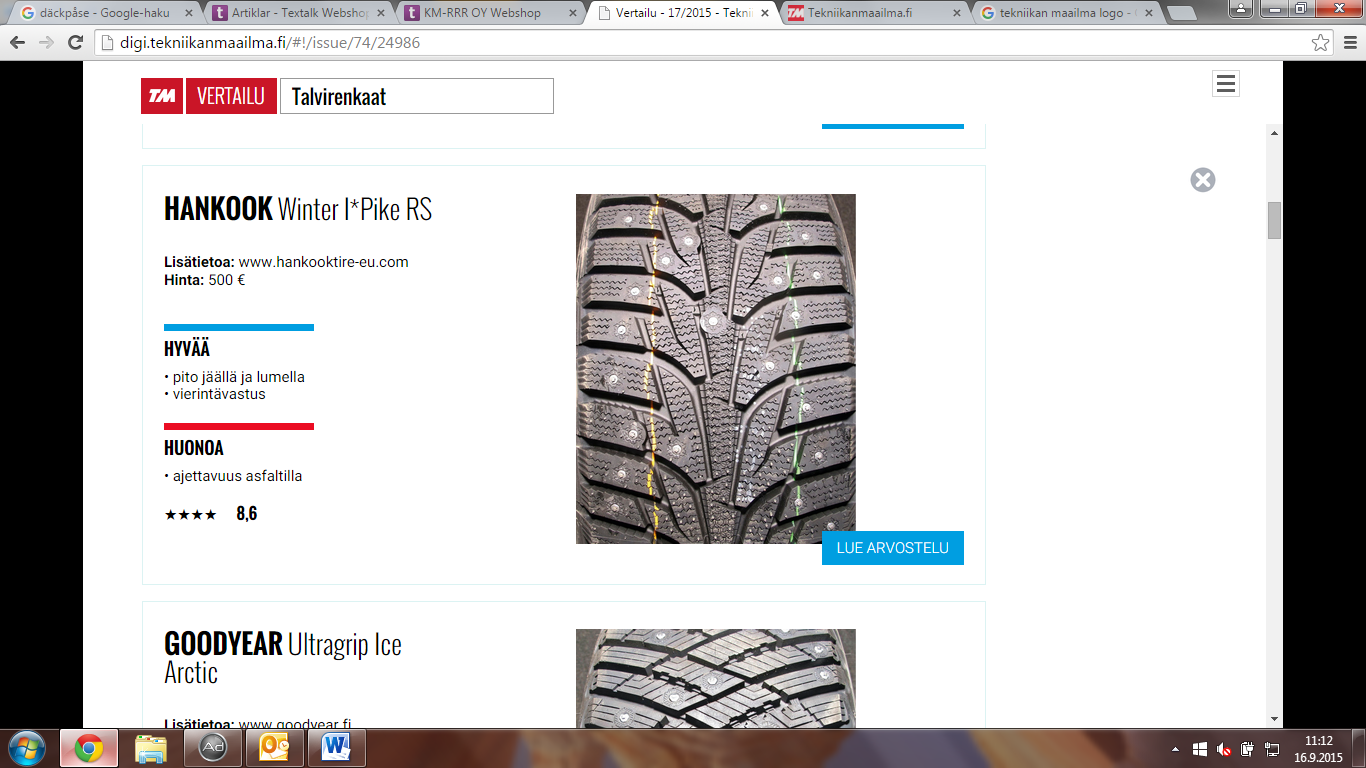 däckpåse - Google-haku
Artiklar - Textalk Webshop
KM-RRR OY Webshop
Vertailu - 17/2015 - Tekni
Tekniikanmaailma.fi
tekniikan maailma logo -
digi.tekniikanmaailma.fi/#!/issue/74/24986
TM VERTAILU Talvirenkaat
HANKOOK Winter I*Pike RS
Lisätietoa: www.hankooktire-eu.com
Hinta: 500 €
HYVÄÄ
• pito jäällä ja lumella
• vierintävastus
HUONOA
• ajettavuus asfaltilla
★★★★ 8,6
LUE ARVOSTELU
GOODYEAR Ultragrip Ice
Arctic
Lisätietoa: www.goodyear.fi
11:12
16.9.2015